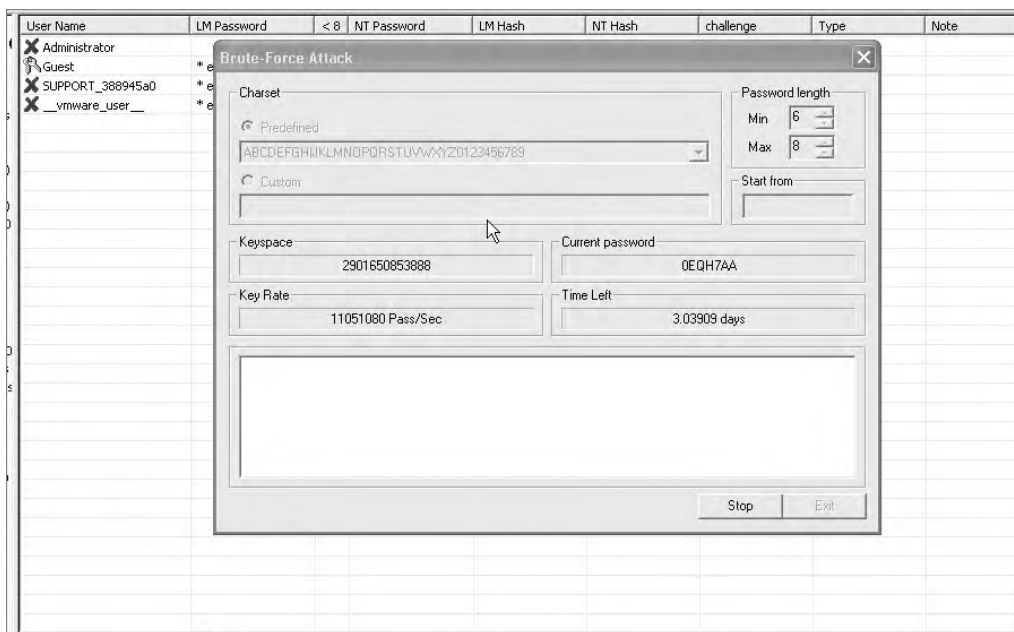 User Name LM Password < 8 NT Password LM Hash NT Hash challenge Type Note
Administrator
Guest * e
SUPPORT_388945a0 * e
__vmware_user__ * e
Brute-Force Attack
Charset
Predefined
ABCDEFGHIJKLMNOPQRSTUVWXYZ0123456789
Custom
Password length
Min 6
Max 8
Start from
Keyspace
2901650853888
Current password
0EQH7AA
Key Rate
11051080 Pass/Sec
Time Left
3.03909 days
Stop Exit